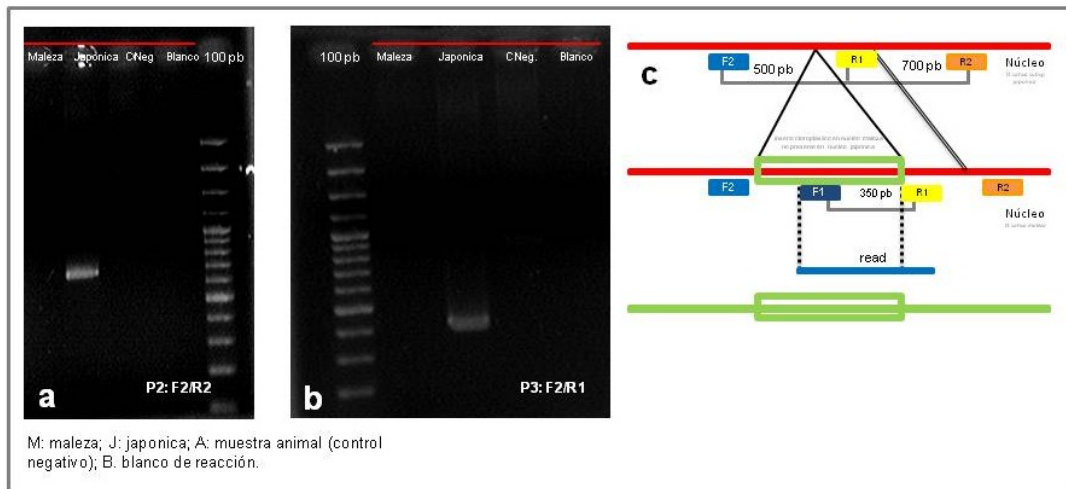 Maleza Japonica CNeg Blanco 100 pb
P2: F2/R2
a
100 pb Maleza Japonica CNeg. Blanco
P3: F2/R1
b
c
F2 500 pb R1 700 pb R2 Núcleo
japonica
F2 R2
F1 350 pb R1
Núcleo
read
M: maleza; J: japonica; A: muestra animal (control
negativo); B. blanco de reacción.